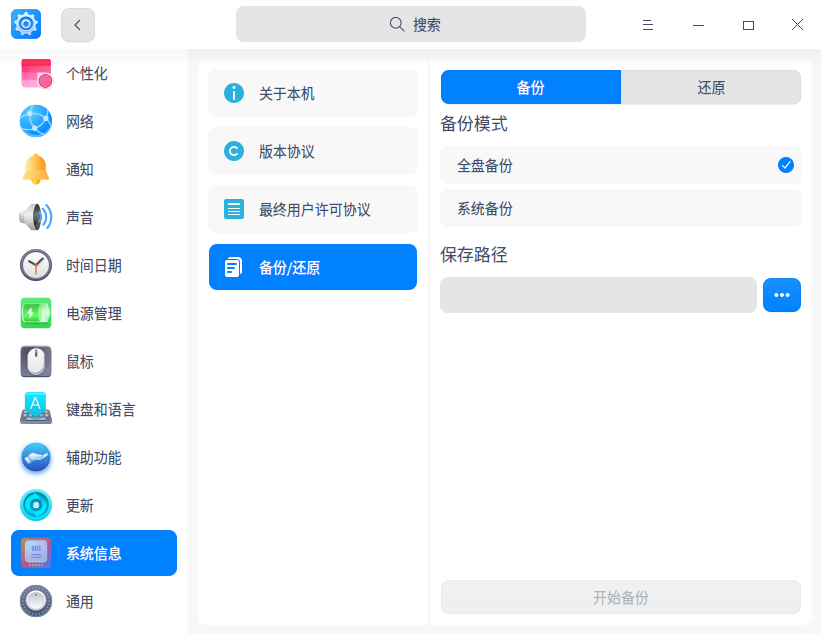 搜索
个性化
网络
通知
声音
时间日期
电源管理
鼠标
键盘和语言
辅助功能
更新
系统信息
通用
关于本机
版本协议
最终用户许可协议
备份/还原
备份
还原
备份模式
全盘备份
系统备份
保存路径
开始备份